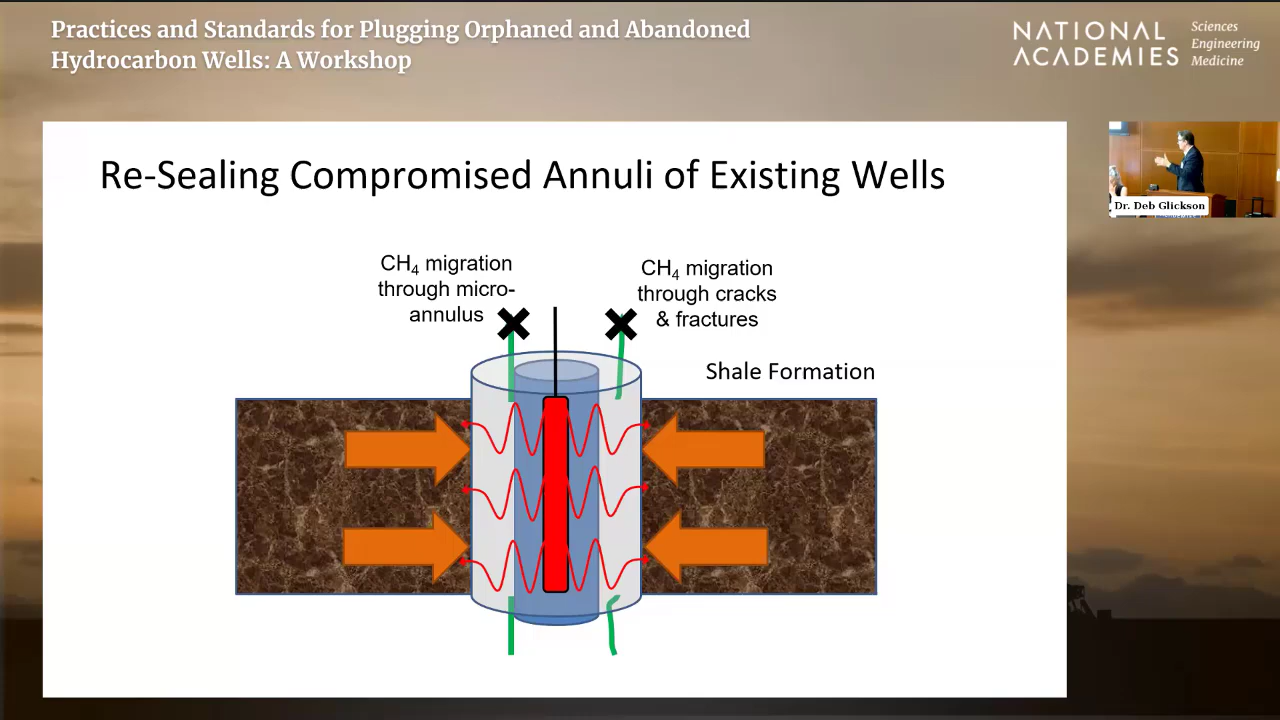 Practices and Standards for Plugging Orphaned and Abandoned
Hydrocarbon Wells: A Workshop
NATIONAL
ACADEMIES
Sciences
Engineering
Medicine
Re-Sealing Compromised Annuli of Existing Wells
CH₄ migration
through micro-
annulus
CH₄ migration
through cracks
& fractures
Shale Formation
Dr. Deb Glickson